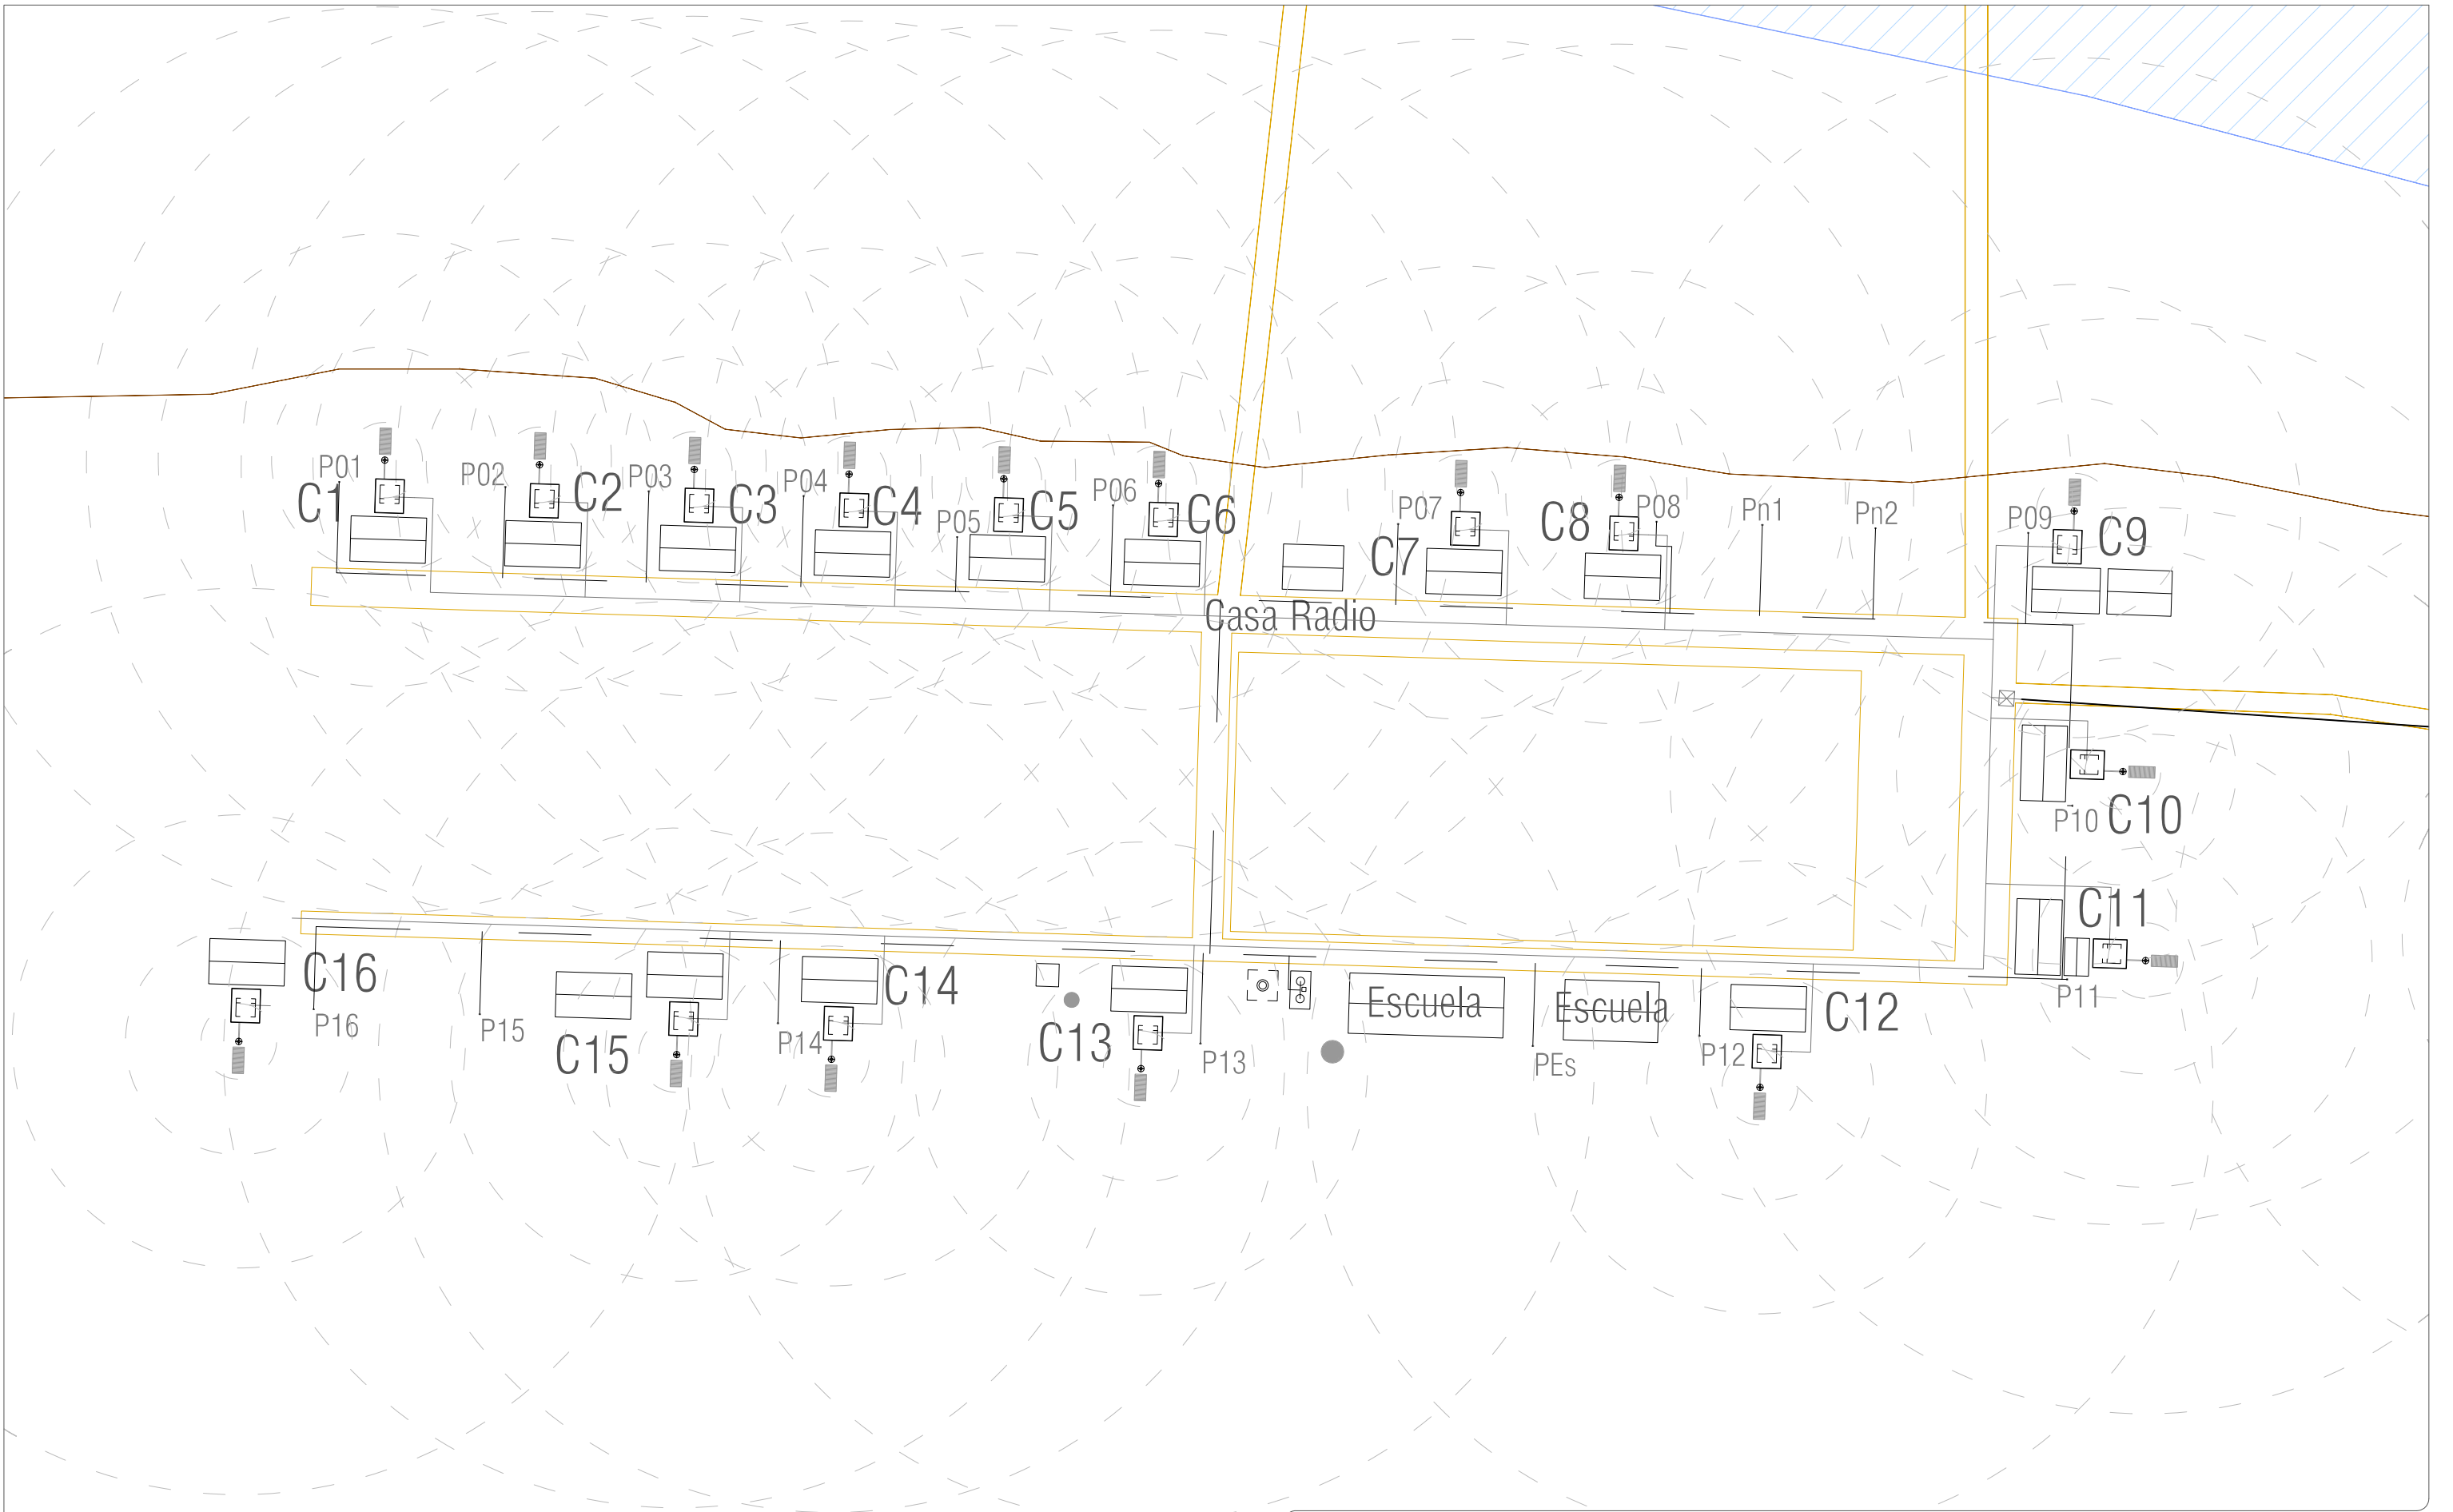 P01
C1
P02
C2
P03
C3
P04
C4
P05
C5
P06
C6
P07
C7
C8
P08
Pn1
Pn2
P09
C9
Casa Radio
P10
C10
C11
P11
C16
P16
P15
C15
P14
C14
C13
P13
Escuela
PEs
Escuela
P12
C12